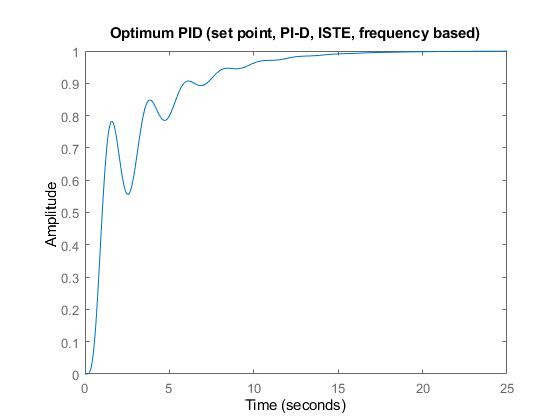 Optimum PID (set point, PI-D, ISTE, frequency based)
1
0.9
0.8
0.7
0.6
0.5
0.4
0.3
0.2
0.1
0
Amplitude
0 5 10 15 20 25
Time (seconds)